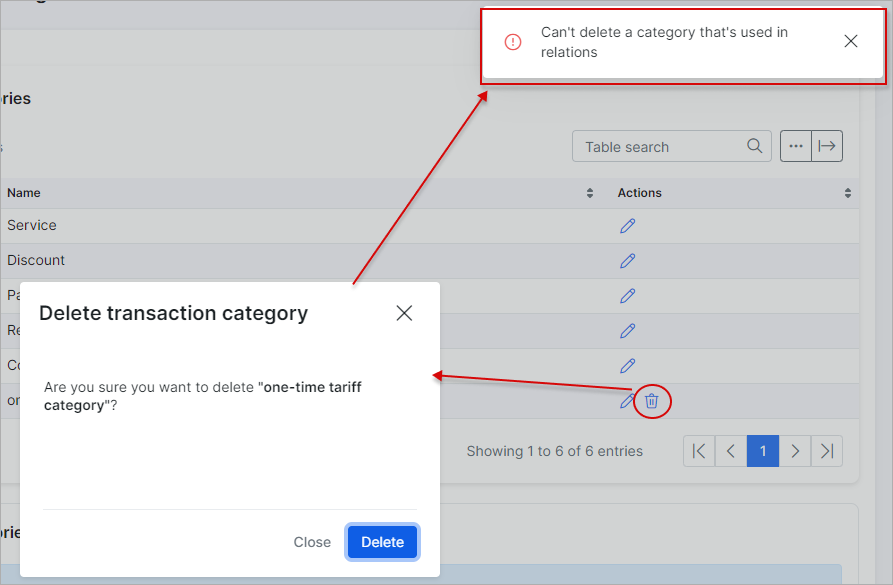 Can't delete a category that's used in
relations
ries
Table search
Name Actions
Service
Discount
Pa
Delete transaction category
Re
Co
Are you sure you want to delete "one-time tariff
category"?
on
Showing 1 to 6 of 6 entries 1
ries
Close Delete